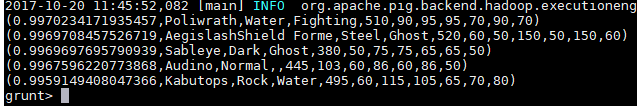 2017-10-20 11:45:52,082 [main] INFO  org.apache.pig.backend.hadoop.executioneng
(0.9970234171935457,Poliwrath,Water,Fighting,510,90,95,95,70,90,70)
(0.9969708457526719,AegislashShield Forme,Steel,Ghost,520,60,50,150,50,150,60)
(0.9969697695790939,Sableye,Dark,Ghost,380,50,75,75,65,65,50)
(0.9967596220773868,Audino,Normal,,445,103,60,86,60,86,50)
(0.9959149408047366,Kabutops,Rock,Water,495,60,115,105,65,70,80)
grunt>